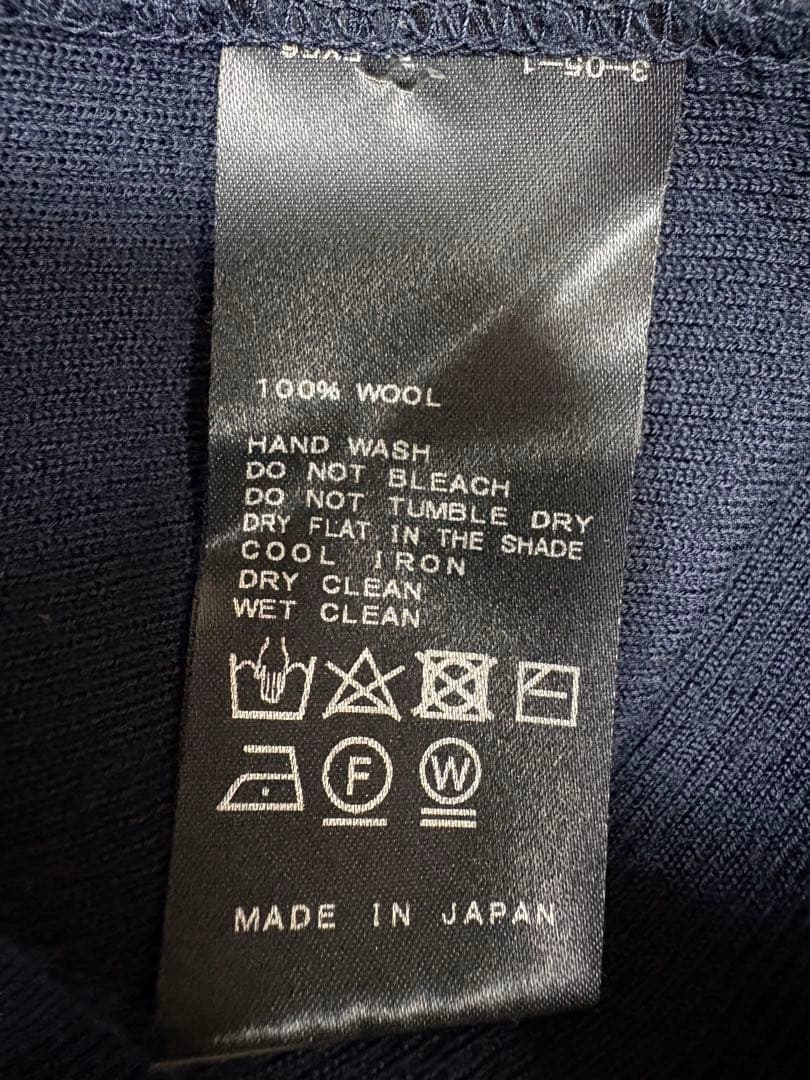 100% WOOL
HAND WASH
DO NOT BLEACH
DO NOT TUMBLE DRY
DRY FLAT IN THE SHADE
COOL IRON
DRY CLEAN
WET CLEAN
F W
MADE IN JAPAN